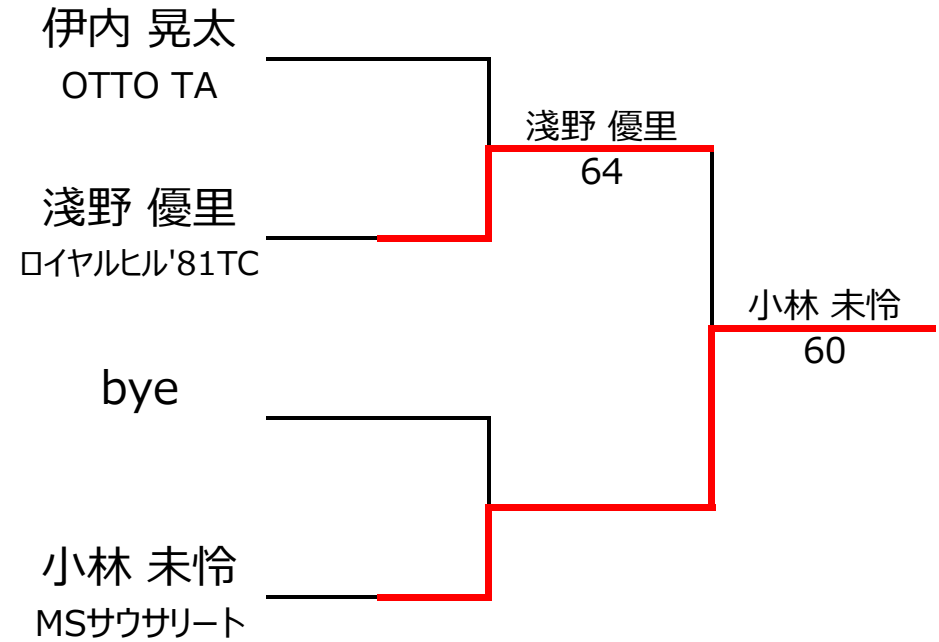 伊内 晃太
OTTO TA
淺野 優里
64
淺野 優里
ロイヤルヒル'81TC
小林 未怜
60
bye
小林 未怜
MSサウサリート